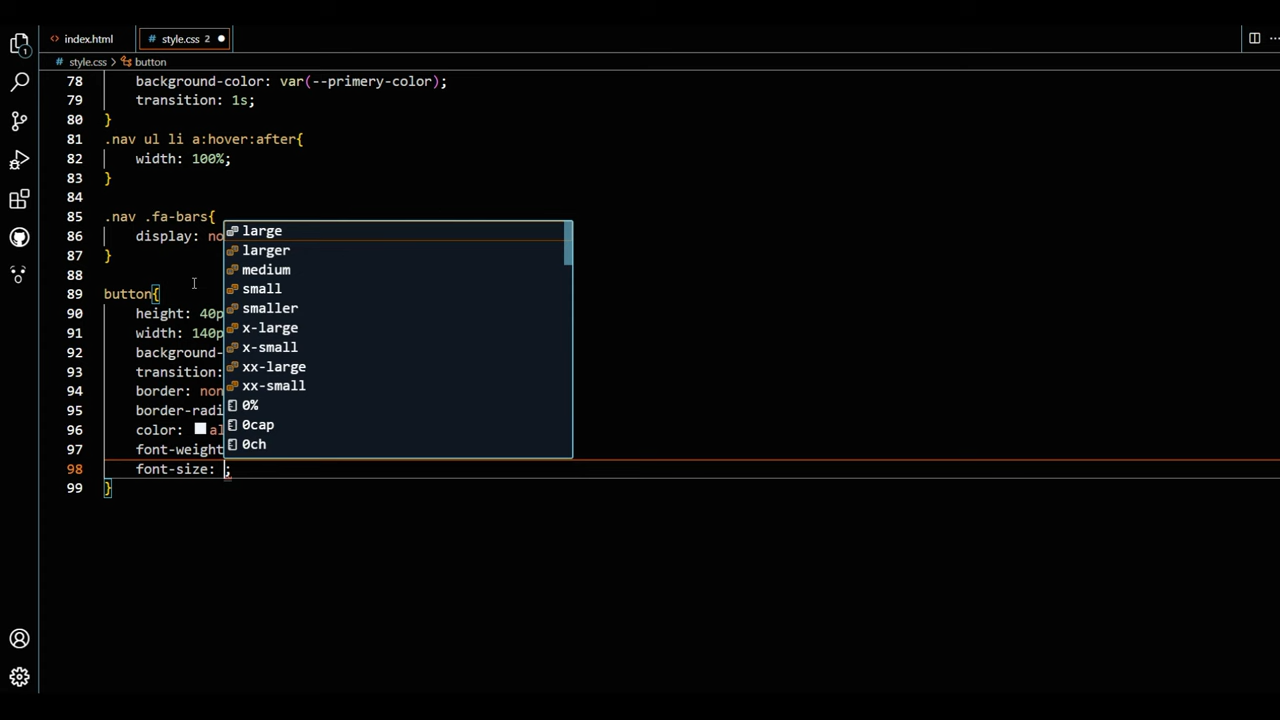 index.html
# style.css 2
# style.css > button
78 background-color: var(--primery-color);
79 transition: 1s;
80 }
81 .nav ul li a:hover:after{
82 width: 100%;
83 }
84
85 .nav .fa-bars{
86 display: no
87 }
88
89 button{
90 height: 40p
91 width: 140p
92 background-
93 transition:
94 border: non
95 border-radi
96 color: al
97 font-weight
98 font-size: ;
99 }
large
larger
medium
small
smaller
x-large
x-small
xx-large
xx-small
0%
0cap
0ch
1